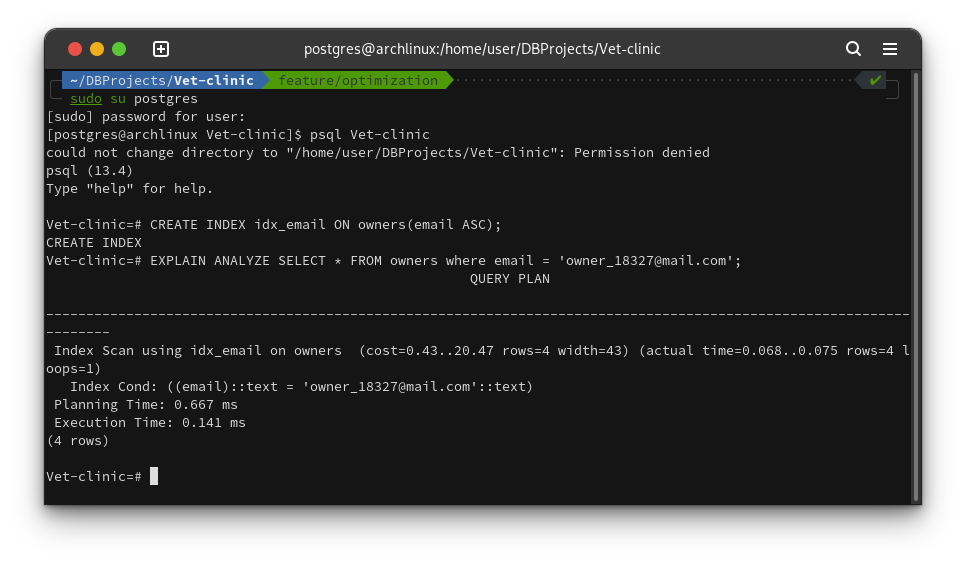 postgres@archlinux:/home/user/DBProjects/Vet-clinic
~/DBProjects/Vet-clinic feature/optimization ✔
sudo su postgres
[sudo] password for user:
[postgres@archlinux Vet-clinic]$ psql Vet-clinic
could not change directory to "/home/user/DBProjects/Vet-clinic": Permission denied
psql (13.4)
Type "help" for help.
Vet-clinic=# CREATE INDEX idx_email ON owners(email ASC);
CREATE INDEX
Vet-clinic=# EXPLAIN ANALYZE SELECT * FROM owners where email = 'owner_18327@mail.com';
QUERY PLAN
------------------------------------------------------------------------------------------------------------
--------
Index Scan using idx_email on owners  (cost=0.43..20.47 rows=4 width=43) (actual time=0.068..0.075 rows=4 l
oops=1)
Index Cond: ((email)::text = 'owner_18327@mail.com'::text)
Planning Time: 0.667 ms
Execution Time: 0.141 ms
(4 rows)
Vet-clinic=#